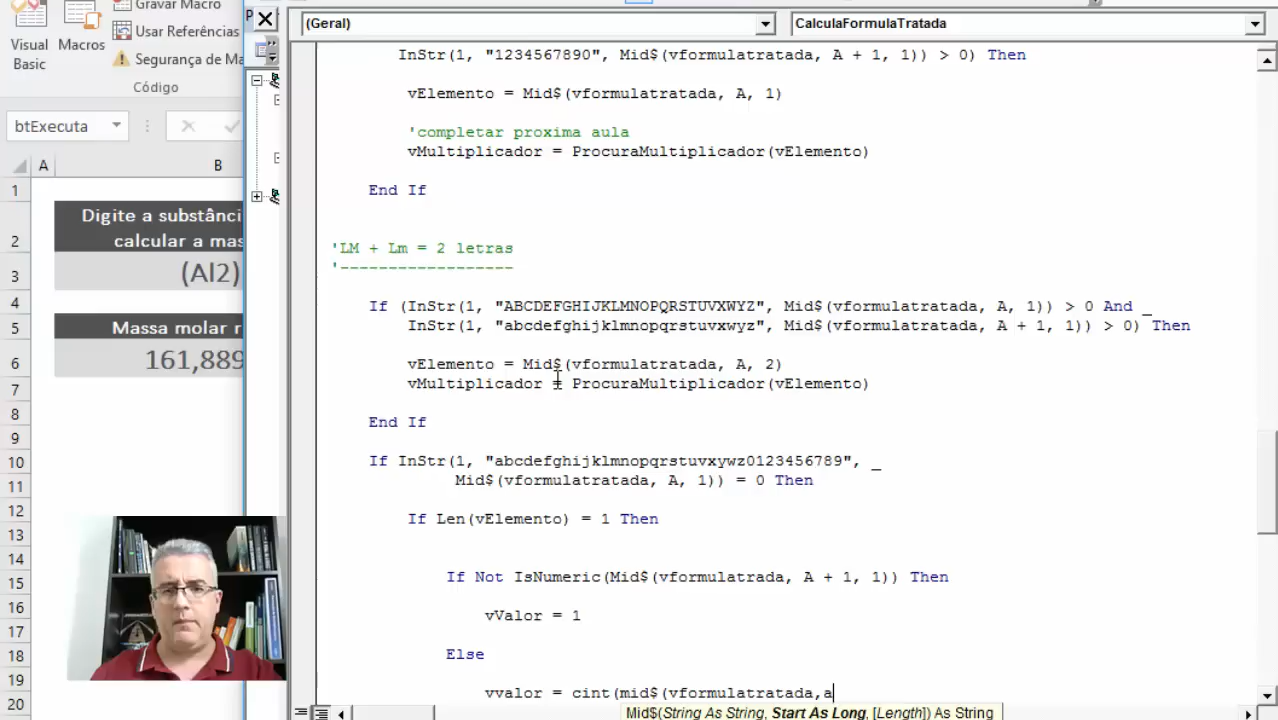 Gravar Macro
Usar Referências
Segurança de Ma
Visual Basic
Macros
Código
btExecuta
A B
1
2 Digite a substânci
calcular a mas
3 (Al2)
4
5 Massa molar r
6 161,889
7
8
9
10
11
12
13
14
15
16
17
18
19
20
(Geral)
CalculaFormulaTratada
InStr(1, "1234567890", Mid$(vformulatratada, A + 1, 1)) > 0) Then
vElemento = Mid$(vformulatratada, A, 1)
'completar proxima aula
vMultiplicador = ProcuraMultiplicador(vElemento)
End If
'LM + Lm = 2 letras
'------------------
If (InStr(1, "ABCDEFGHIJKLMNOPQRSTUVXWYZ", Mid$(vformulatratada, A, 1)) > 0 And _
InStr(1, "abcdefghijklmnopqrstuvxwyz", Mid$(vformulatratada, A + 1, 1)) > 0) Then
vElemento = Mid$(vformulatratada, A, 2)
vMultiplicador = ProcuraMultiplicador(vElemento)
End If
If InStr(1, "abcdefghijklmnopqrstuvxywz0123456789", _
Mid$(vformulatratada, A, 1)) = 0 Then
If Len(vElemento) = 1 Then
If Not IsNumeric(Mid$(vformulatrada, A + 1, 1)) Then
vValor = 1
Else
vvalor = cint(mid$(vformulatratada,a
Mid$(String As String, Start As Long, [Length]) As String